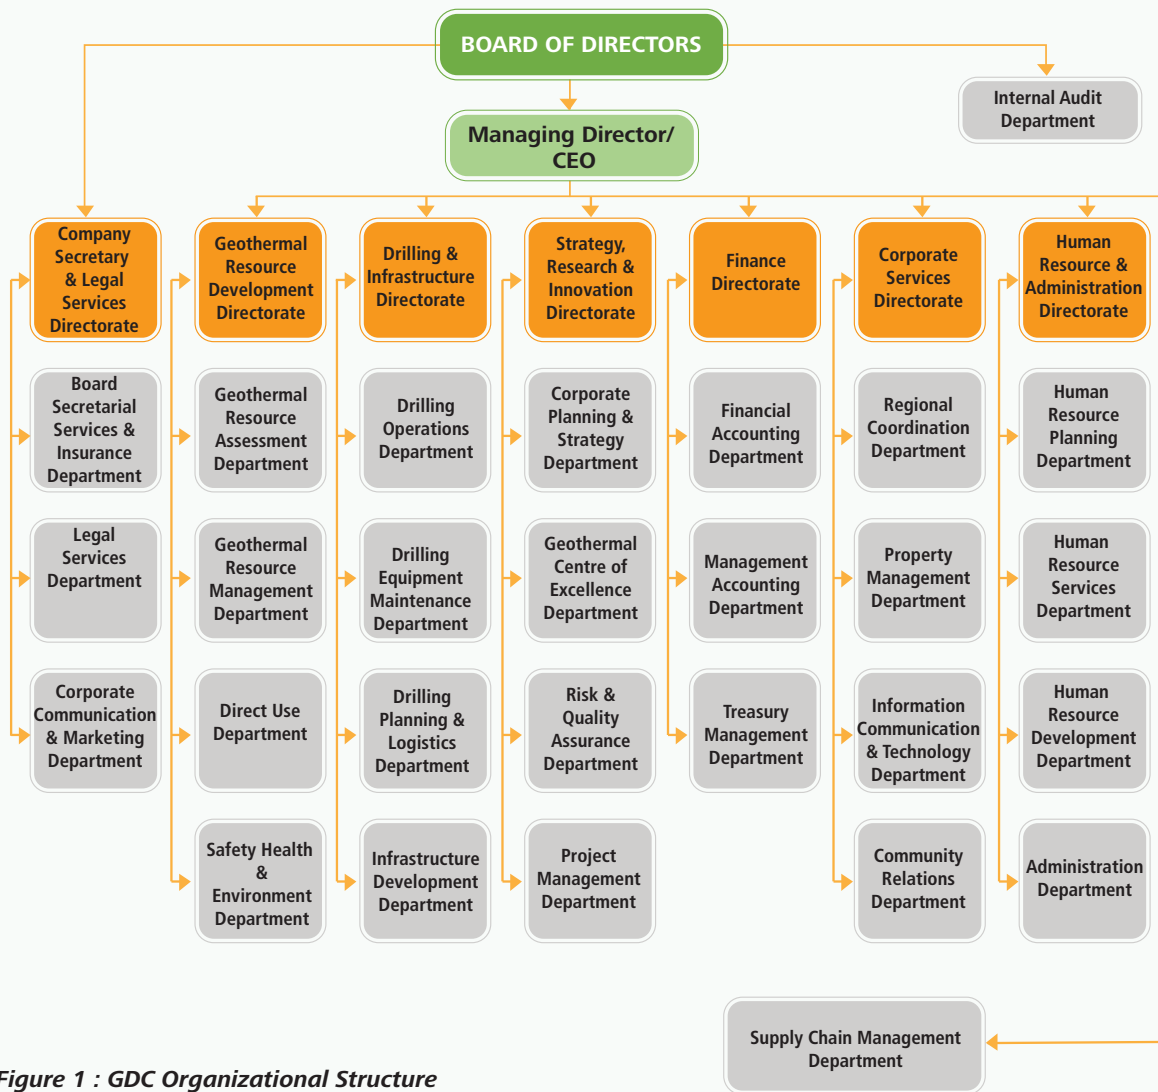 BOARD OF DIRECTORS
Internal Audit
Department
Managing Director/
CEO
Company
Secretary
& Legal
Services
Directorate
Geothermal
Resource
Development
Directorate
Drilling &
Infrastructure
Directorate
Strategy,
Research &
Innovation
Directorate
Finance
Directorate
Corporate
Services
Directorate
Human
Resource &
Administration
Directorate
Board
Secretarial
Services &
Insurance
Department
Geothermal
Resource
Assessment
Department
Drilling
Operations
Department
Corporate
Planning &
Strategy
Department
Financial
Accounting
Department
Regional
Coordination
Department
Human
Resource
Planning
Department
Legal
Services
Department
Geothermal
Resource
Management
Department
Drilling
Equipment
Maintenance
Department
Geothermal
Centre of
Excellence
Department
Management
Accounting
Department
Property
Management
Department
Human
Resource
Services
Department
Corporate
Communication
& Marketing
Department
Direct Use
Department
Drilling
Planning &
Logistics
Department
Risk &
Quality
Assurance
Department
Treasury
Management
Department
Information
Communication
& Technology
Department
Human
Resource
Development
Department
Safety Health
&
Environment
Department
Infrastructure
Development
Department
Project
Management
Department
Community
Relations
Department
Administration
Department
Supply Chain Management
Department
Figure 1 : GDC Organizational Structure